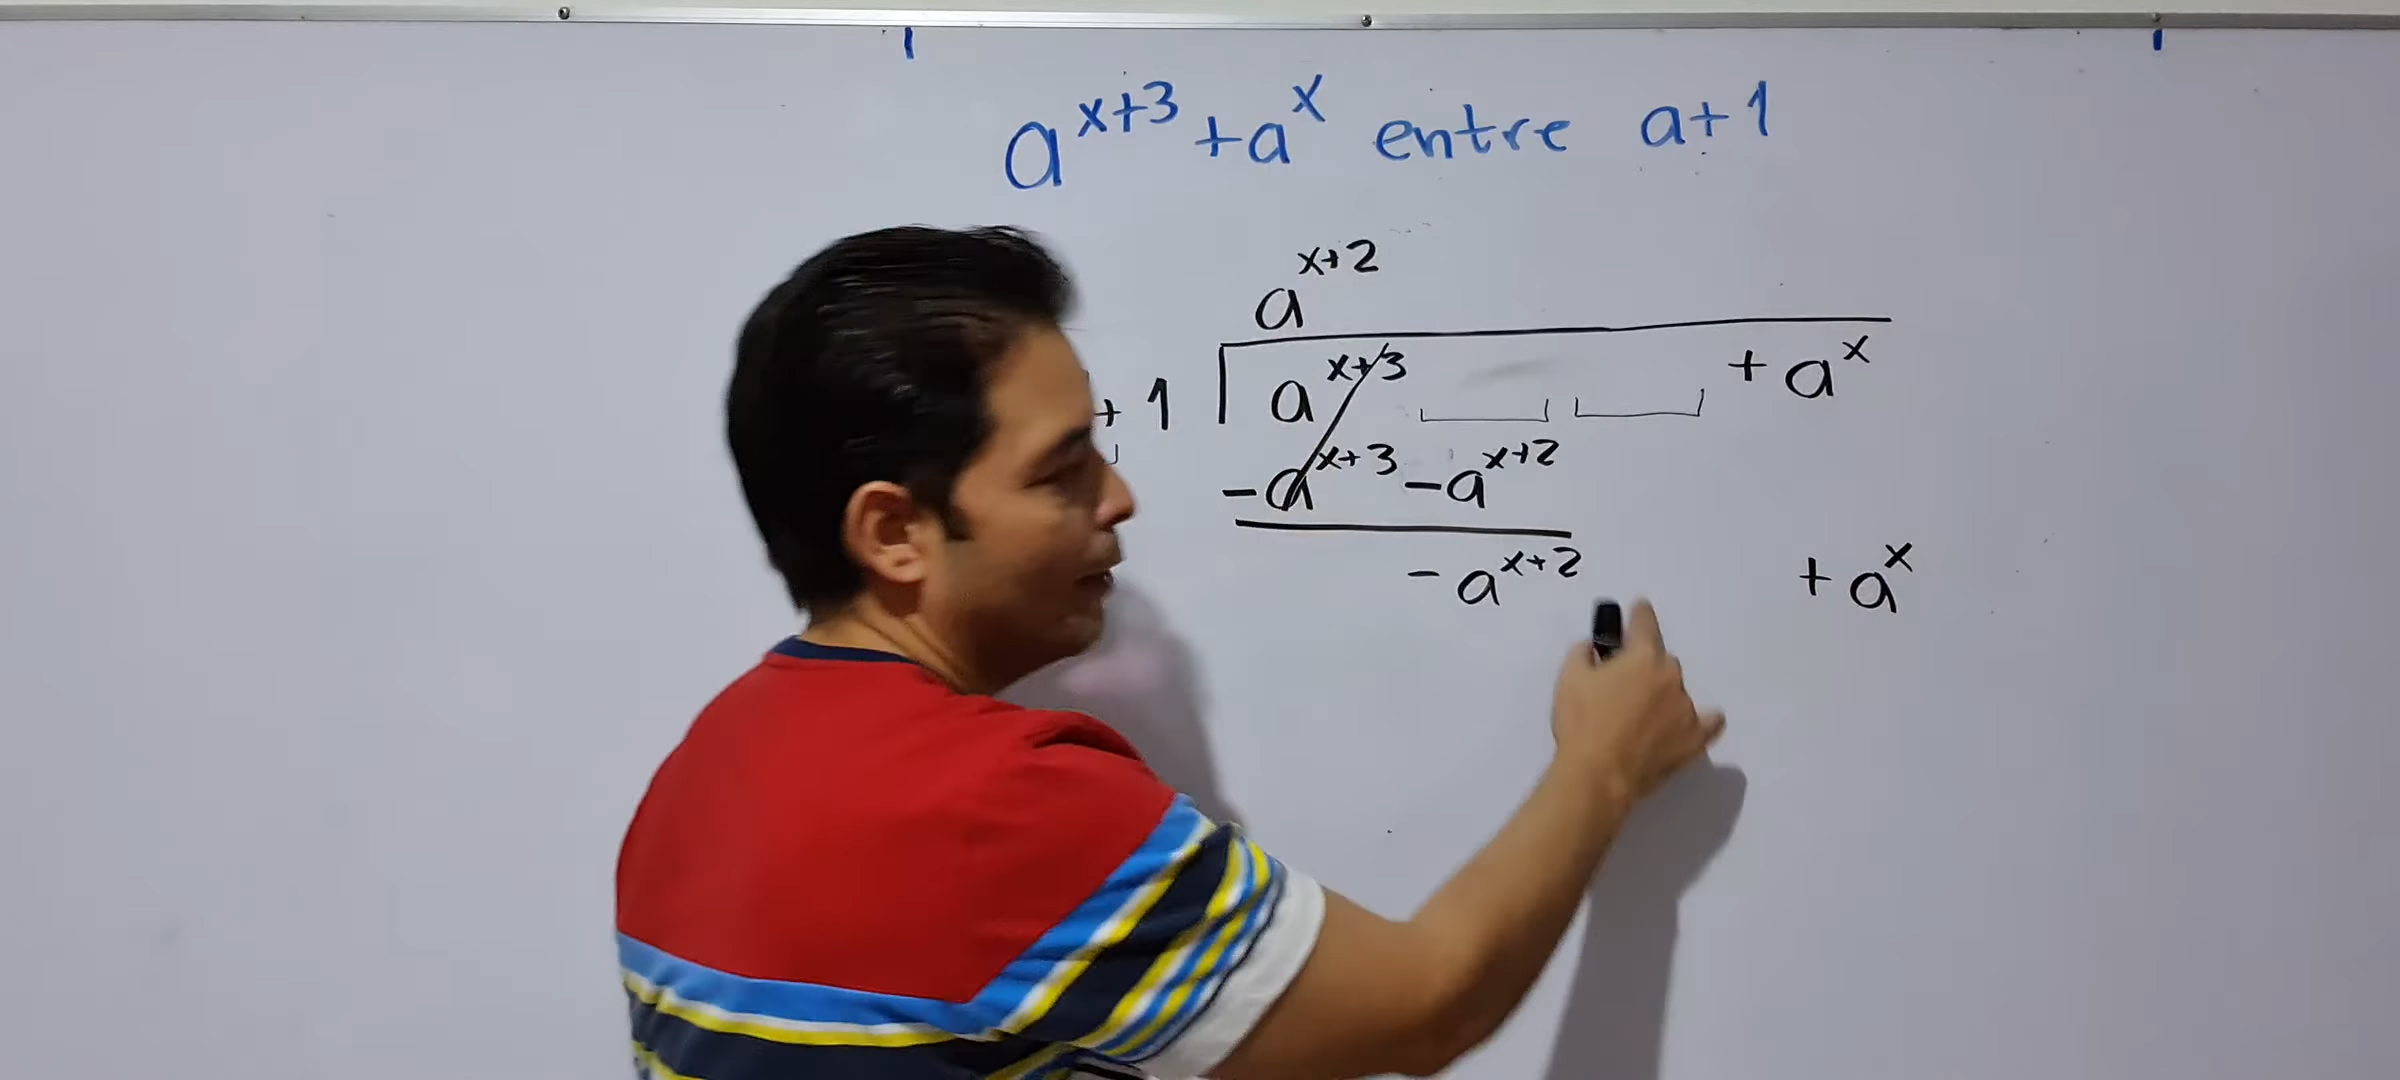 a^{x+3} + a^x entre a+1
a^{x+2}
+ 1 a^{x+3} + a^x
-a^{x+3} -a^{x+2}
-a^{x+2} + a^x